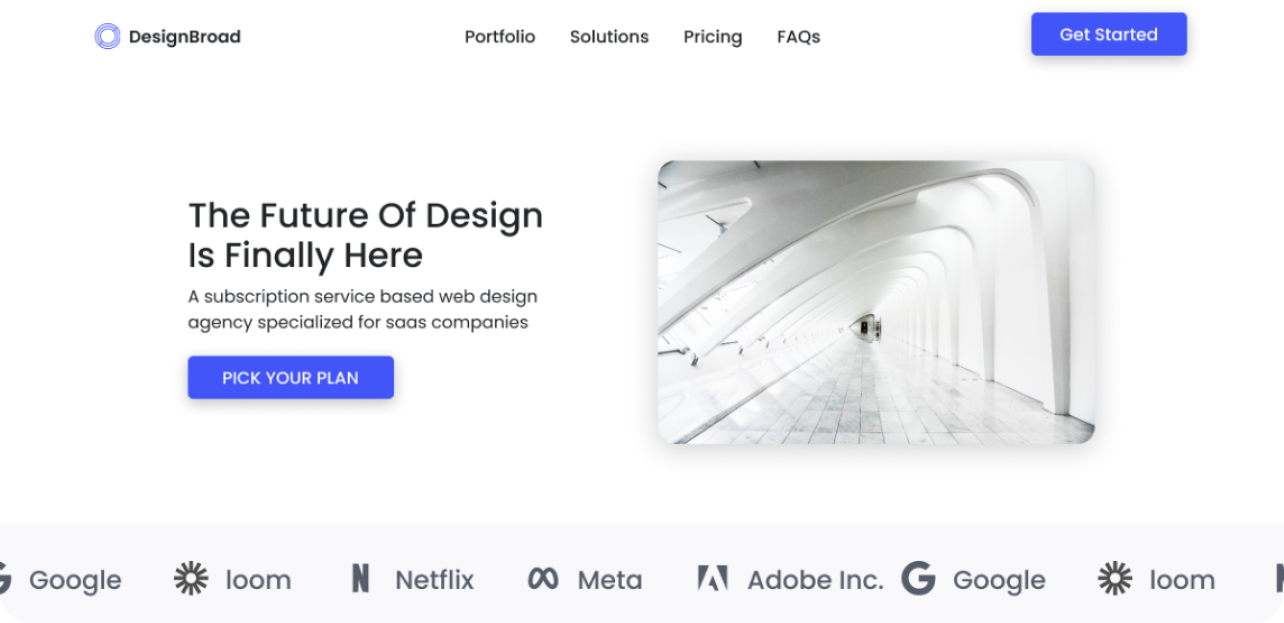 DesignBroad
Portfolio Solutions Pricing FAQs
Get Started
The Future Of Design
Is Finally Here
A subscription service based web design
agency specialized for saas companies
PICK YOUR PLAN
Google loom Netflix Meta Adobe Inc. Google loom